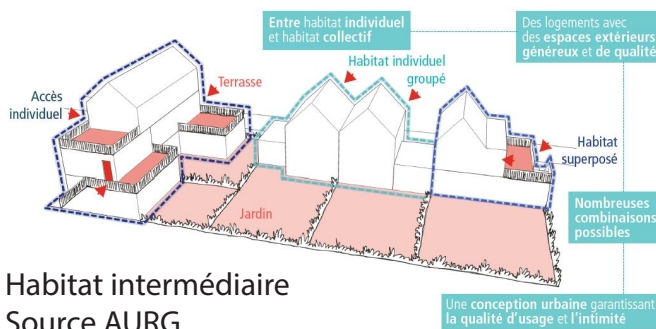 Entre habitat individuel
et habitat collectif
Des logements avec
des espaces extérieurs
généreux et de qualité
Habitat individuel
groupé
Terrasse
Accès
individuel
Habitat
superposé
Jardin
Nombreuses
combinaisons
possibles
Habitat intermédiaire
Source AURG
Une conception urbaine garantissant
la qualité d'usage et l'intimité